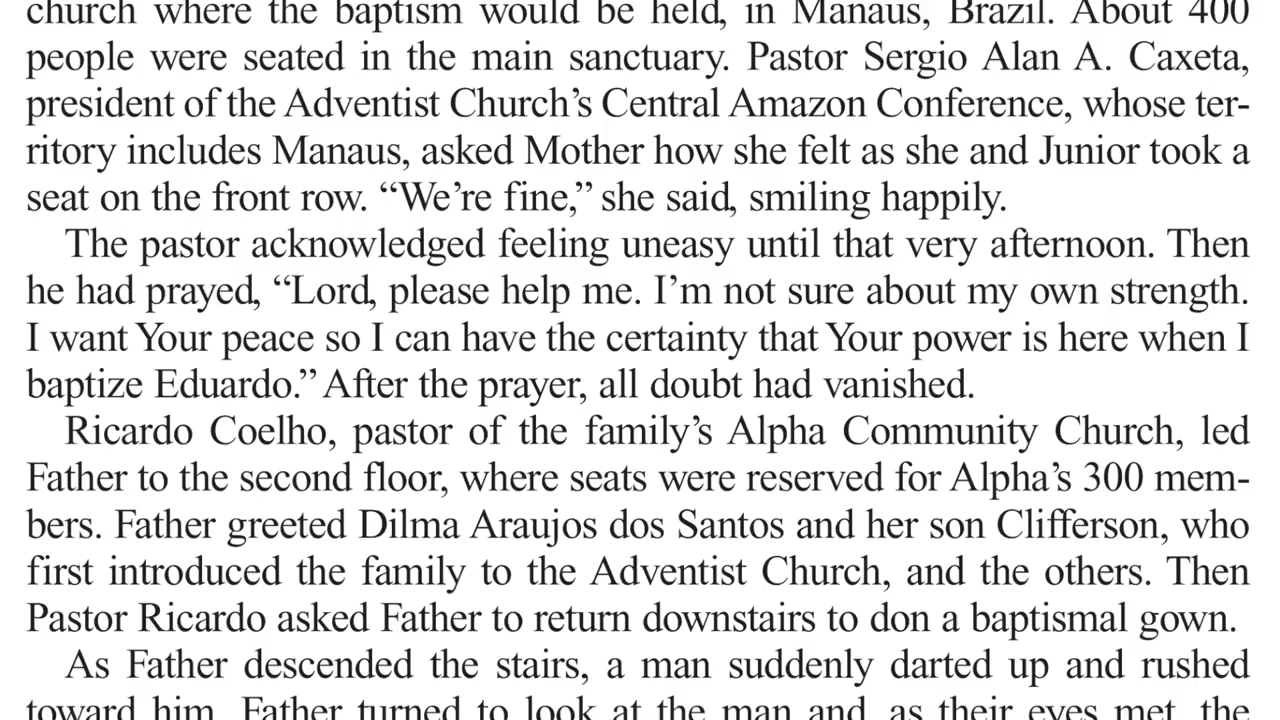 church where the baptism would be held, in Manaus, Brazil. About 400
people were seated in the main sanctuary. Pastor Sergio Alan A. Caxeta,
president of the Adventist Church’s Central Amazon Conference, whose ter-
ritory includes Manaus, asked Mother how she felt as she and Junior took a
seat on the front row. “We’re fine,” she said, smiling happily.
The pastor acknowledged feeling uneasy until that very afternoon. Then
he had prayed, “Lord, please help me. I’m not sure about my own strength.
I want Your peace so I can have the certainty that Your power is here when I
baptize Eduardo.” After the prayer, all doubt had vanished.
Ricardo Coelho, pastor of the family’s Alpha Community Church, led
Father to the second floor, where seats were reserved for Alpha’s 300 mem-
bers. Father greeted Dilma Araujos dos Santos and her son Clifferson, who
first introduced the family to the Adventist Church, and the others. Then
Pastor Ricardo asked Father to return downstairs to don a baptismal gown.
As Father descended the stairs, a man suddenly darted up and rushed
toward him. Father turned to look at the man and, as their eyes met, the